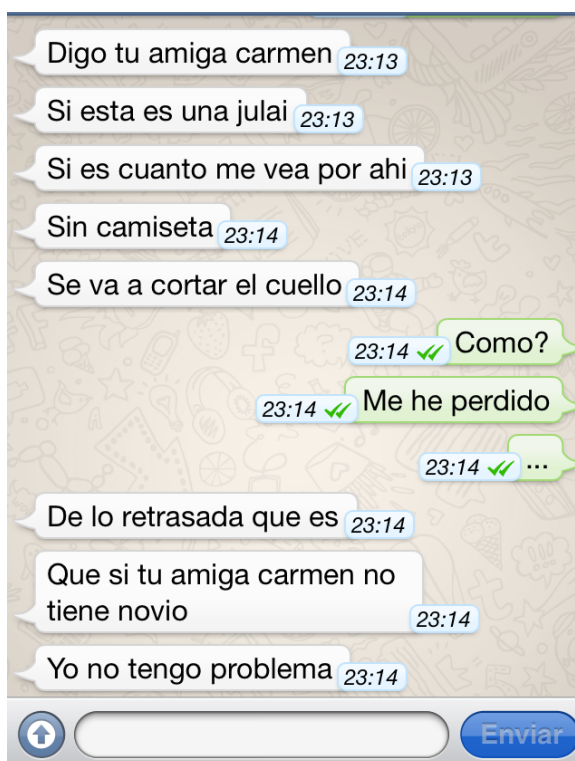 Digo tu amiga carmen 23:13
Si esta es una julai 23:13
Si es cuanto me vea por ahi 23:13
Sin camiseta 23:14
Se va a cortar el cuello 23:14
23:14 Como?
23:14 Me he perdido
23:14 ...
De lo retrasada que es 23:14
Que si tu amiga carmen no
tiene novio 23:14
Yo no tengo problema 23:14
Enviar